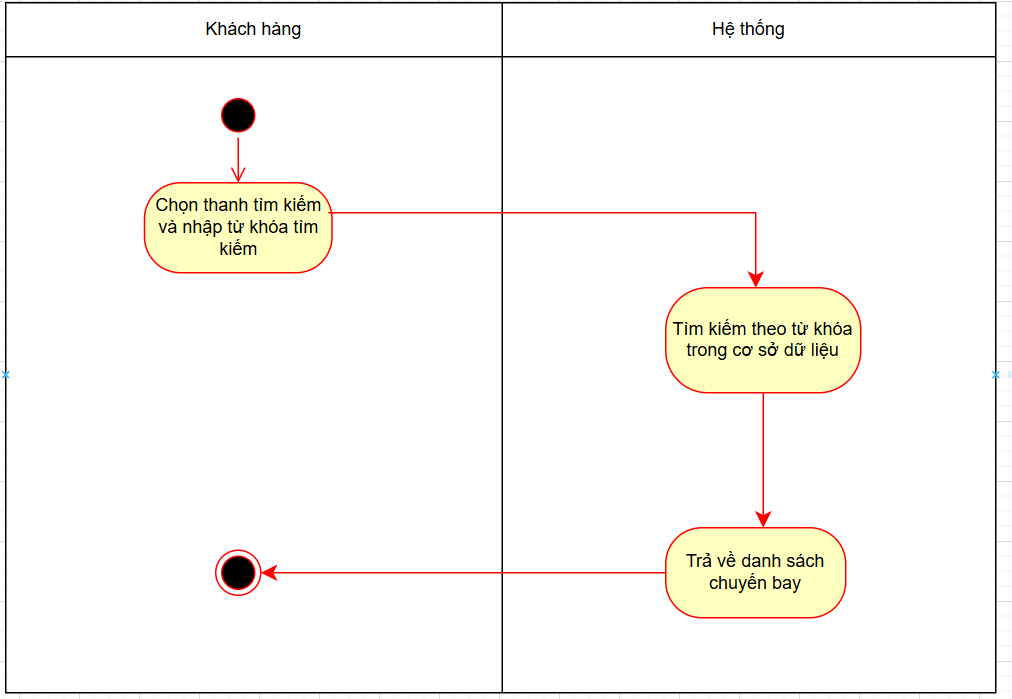 Khách hàng
Hệ thống
Chọn thanh tìm kiếm
và nhập từ khóa tìm
kiếm
Tìm kiếm theo từ khóa
trong cơ sở dữ liệu
Trả về danh sách
chuyến bay